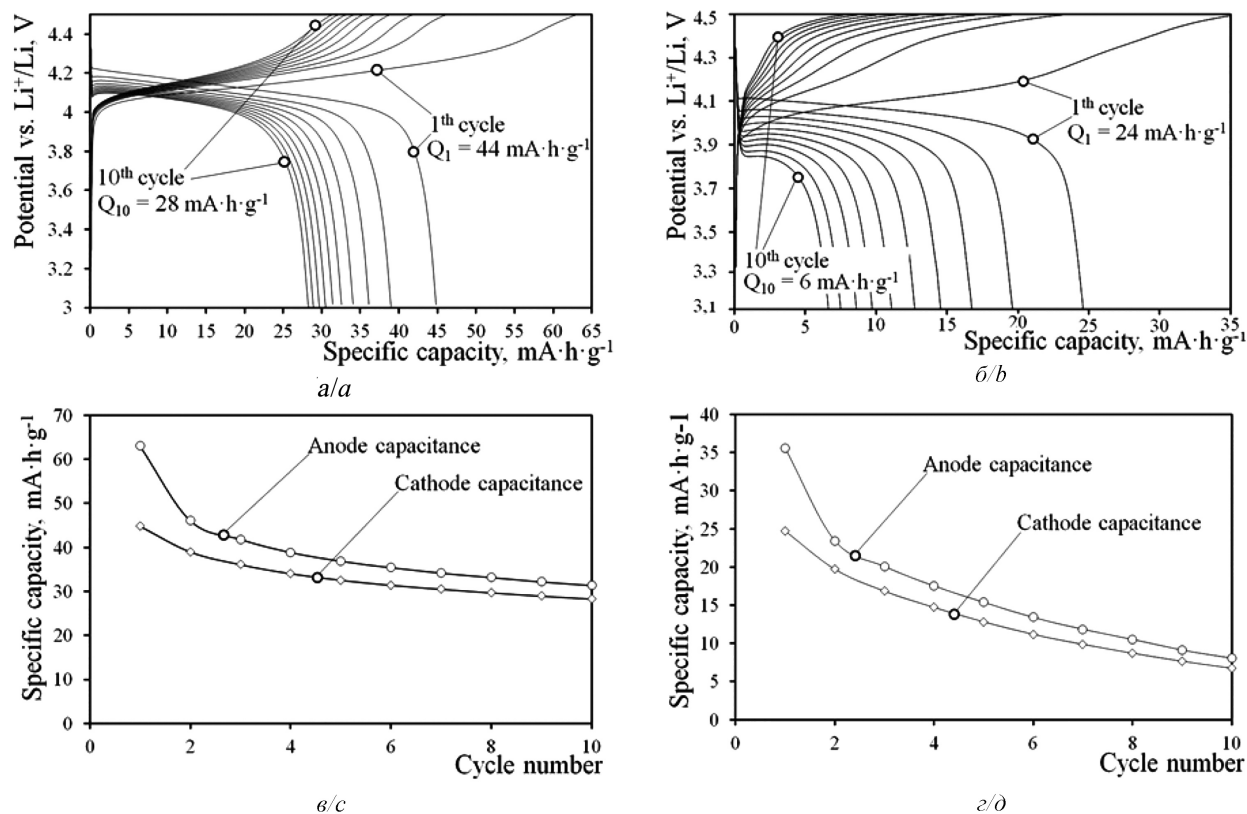 Potential vs. Li⁺/Li, V
4.4
4.2
4
3.8
3.6
3.4
3.2
3
0
5
10
15
20
25
30
35
40
45
50
55
60
65
1ᵗʰ cycle
Q₁ = 44 mA·h·g⁻¹
10ᵗʰ cycle
Q₁₀ = 28 mA·h·g⁻¹
Specific capacity, mA·h·g⁻¹
а/a
Potential vs. Li⁺/Li, V
4.5
4.3
4.1
3.9
3.7
3.5
3.3
3.1
0
5
10
15
20
25
30
35
1ᵗʰ cycle
Q₁ = 24 mA·h·g⁻¹
10ᵗʰ cycle
Q₁₀ = 6 mA·h·g⁻¹
Specific capacity, mA·h·g⁻¹
б/b
Specific capacity, mA·h·g⁻¹
70
60
50
40
30
20
10
0
0
2
4
6
8
10
Anode capacitance
Cathode capacitance
Cycle number
в/c
Specific capacity, mA·h·g-1
40
35
30
25
20
15
10
5
0
0
2
4
6
8
10
Anode capacitance
Cathode capacitance
Cycle number
г/д